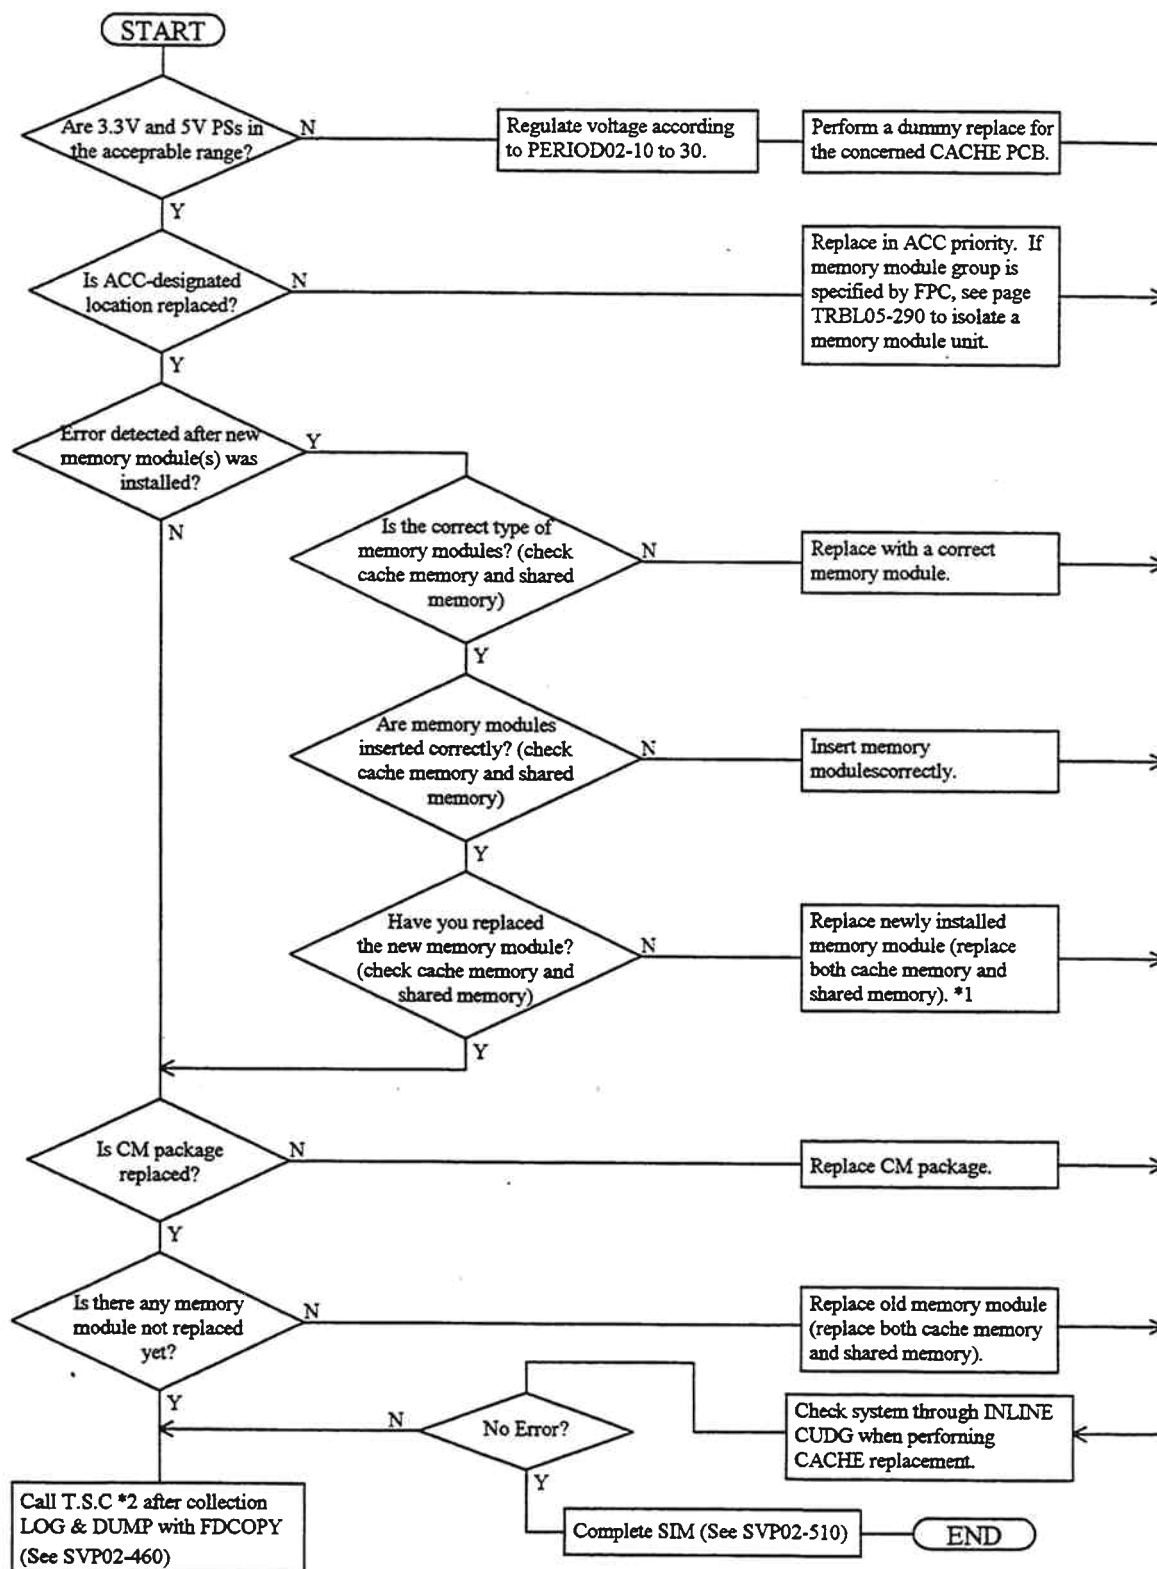 START
Are 3.3V and 5V PSs in
the acceprable range?
N
Regulate voltage according
to PERIOD02-10 to 30.
Perform a dummy replace for
the concerned CACHE PCB.
Y
Is ACC-designated
location replaced?
N
Replace in ACC priority. If
memory module group is
specified by FPC, see page
TRBL05-290 to isolate a
memory module unit.
Y
Error detected after new
memory module(s) was
installed?
Y
N
Is the correct type of
memory modules? (check
cache memory and shared
memory)
N
Replace with a correct
memory module.
Y
Are memory modules
inserted correctly? (check
cache memory and shared
memory)
N
Insert memory
modulescorrectly.
Y
Have you replaced
the new memory module?
(check cache memory and
shared memory)
N
Replace newly installed
memory module (replace
both cache memory and
shared memory). *1
Y
Is CM package
replaced?
N
Replace CM package.
Y
Is there any memory
module not replaced
yet?
N
Replace old memory module
(replace both cache memory
and shared memory).
Y
N
No Error?
Check system through INLINE
CUDG when perforning
CACHE replacement.
Y
Call T.S.C *2 after collection
LOG & DUMP with FDCOPY
(See SVP02-460)
Complete SIM (See SVP02-510)
END